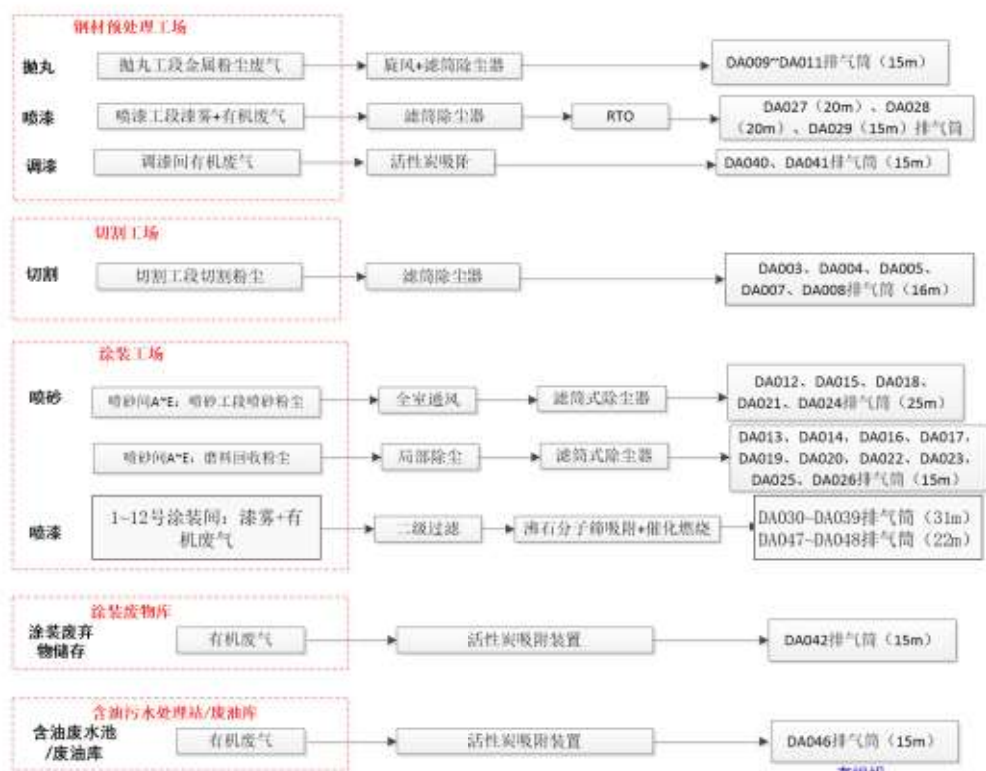 钢材预处理工场
抛丸
抛丸工段金属粉尘废气
旋风+滤筒除尘器
DA009~DA011排气筒（15m）
喷漆
喷漆工段漆雾+有机废气
滤筒除尘器
RTO
DA027（20m）、DA028
（20m）、DA029（15m）排气筒
调漆
调漆间有机废气
活性炭吸附
DA040、DA041排气筒（15m）
切割工场
切割
切割工段切割粉尘
滤筒除尘器
DA003、DA004、DA005、
DA007、DA008排气筒（16m）
涂装工场
喷砂
喷砂间A~E：喷砂工段喷砂粉尘
全室通风
滤筒式除尘器
DA012、DA015、DA018、
DA021、DA024排气筒（25m）
喷砂间A~E：磨料回收粉尘
局部除尘
滤筒式除尘器
DA013、DA014、DA016、DA017、
DA019、DA020、DA022、DA023、
DA025、DA026排气筒（15m）
喷漆
1~12号涂装间：漆雾+有
机废气
二级过滤
沸石分子筛吸附+催化燃烧
DA030~DA039排气筒（31m）
DA047~DA048排气筒（22m）
涂装废物库
涂装废弃
物储存
有机废气
活性炭吸附装置
DA042排气筒（15m）
含油污水处理站/废油库
含油废水池
/废油库
有机废气
活性炭吸附装置
DA046排气筒（15m）